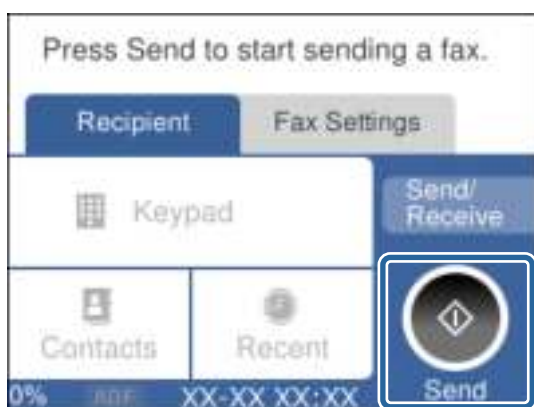 Press Send to start sending a fax.
Recipient
Fax Settings
Keypad
Send/
Receive
Contacts
Recent
Send
0% ADF XX-XX XX:XX